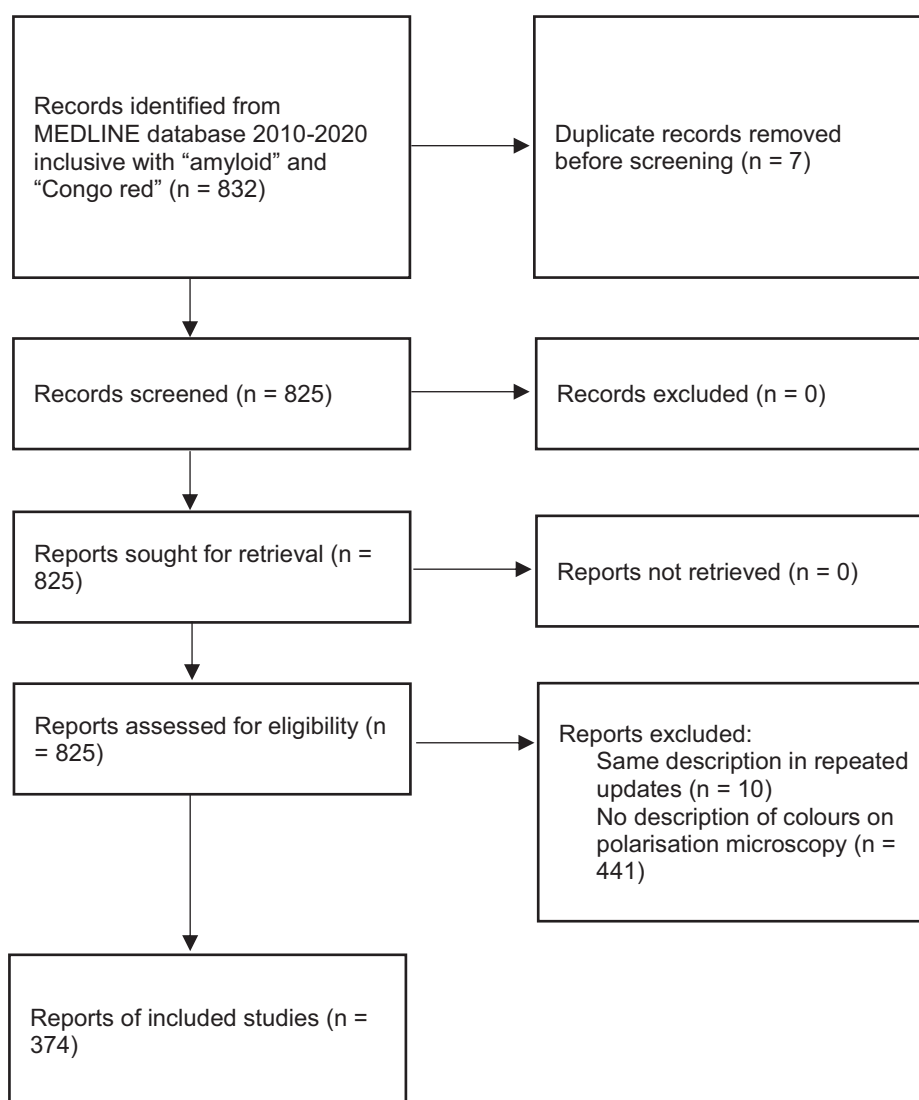 Records identified from
MEDLINE database 2010-2020
inclusive with “amyloid” and
“Congo red” (n = 832)
Duplicate records removed
before screening (n = 7)
Records screened (n = 825)
Records excluded (n = 0)
Reports sought for retrieval (n =
825)
Reports not retrieved (n = 0)
Reports assessed for eligibility (n
= 825)
Reports excluded:
Same description in repeated
updates (n = 10)
No description of colours on
polarisation microscopy (n =
441)
Reports of included studies (n =
374)